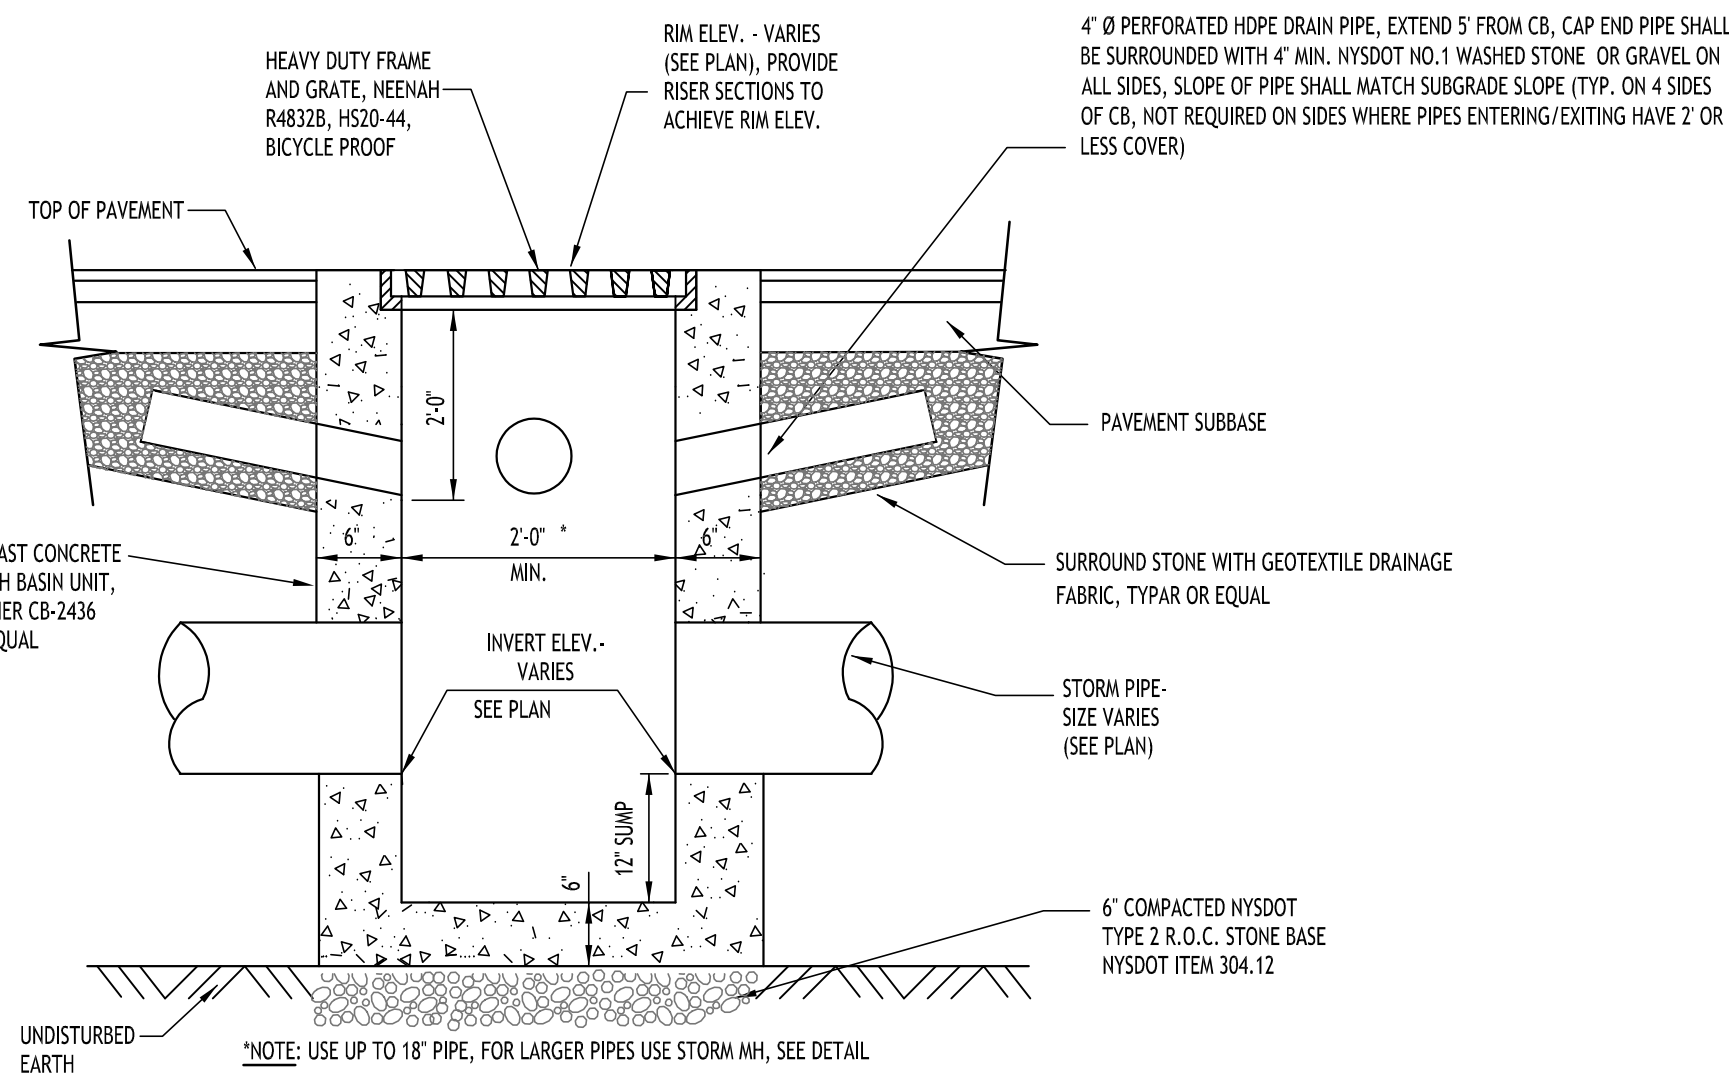 HEAVY DUTY FRAME
AND GRATE, NEENAH
R4832B, HS20-44,
BICYCLE PROOF
RIM ELEV. - VARIES
(SEE PLAN), PROVIDE
RISER SECTIONS TO
ACHIEVE RIM ELEV.
4" Ø PERFORATED HDPE DRAIN PIPE, EXTEND 5' FROM CB, CAP END PIPE SHALL
BE SURROUNDED WITH 4" MIN. NYSDOT NO.1 WASHED STONE OR GRAVEL ON
ALL SIDES, SLOPE OF PIPE SHALL MATCH SUBGRADE SLOPE (TYP. ON 4 SIDES
OF CB, NOT REQUIRED ON SIDES WHERE PIPES ENTERING/EXITING HAVE 2' OR
LESS COVER)
TOP OF PAVEMENT
2'-0"
PAVEMENT SUBBASE
6"
2'-0" *
MIN.
6"
AST CONCRETE
H BASIN UNIT,
ER CB-2436
QUAL
SURROUND STONE WITH GEOTEXTILE DRAINAGE
FABRIC, TYPAR OR EQUAL
INVERT ELEV.-
VARIES
SEE PLAN
STORM PIPE-
SIZE VARIES
(SEE PLAN)
12" SUMP
6"
6" COMPACTED NYSDOT
TYPE 2 R.O.C. STONE BASE
NYSDOT ITEM 304.12
UNDISTURBED
EARTH
*NOTE: USE UP TO 18" PIPE, FOR LARGER PIPES USE STORM MH, SEE DETAIL